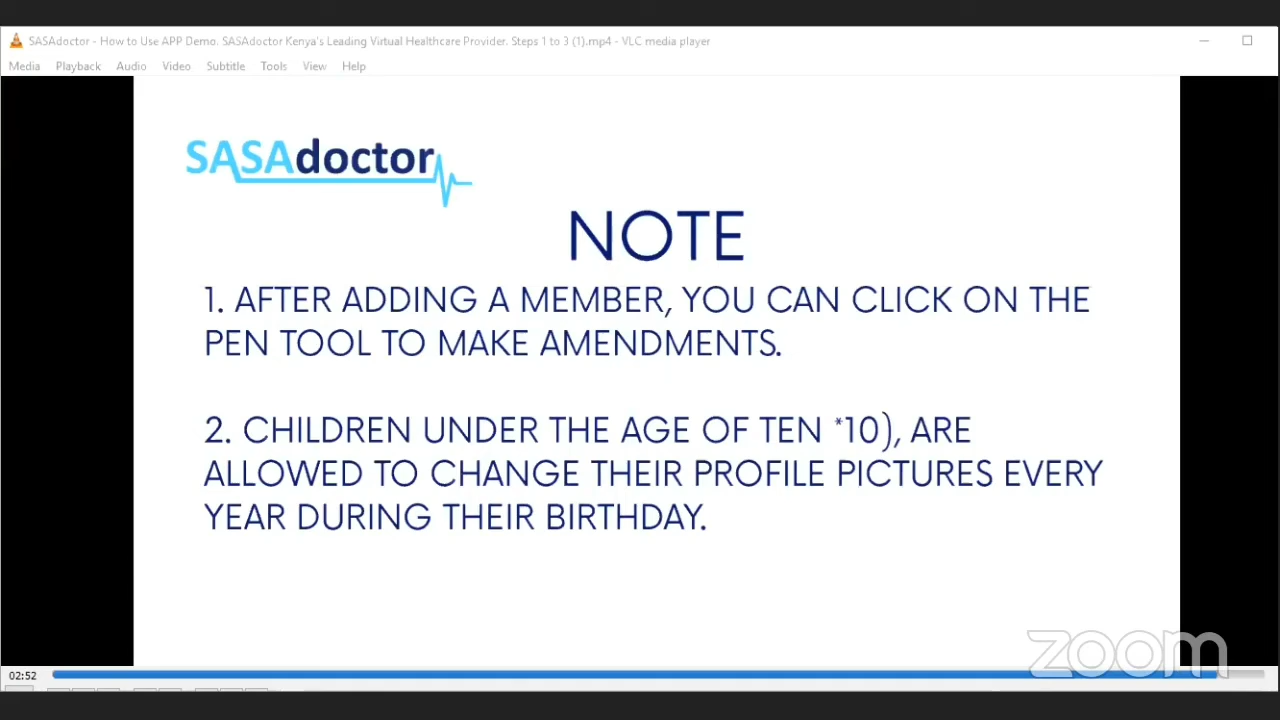 SASAdoctor - How to Use APP Demo. SASAdoctor Kenya's Leading Virtual Healthcare Provider. Steps 1 to 3 (1).mp4 - VLC media player
Media Playback Audio Video Subtitle Tools View Help
SASAdoctor
NOTE
1. AFTER ADDING A MEMBER, YOU CAN CLICK ON THE
PEN TOOL TO MAKE AMENDMENTS.
2. CHILDREN UNDER THE AGE OF TEN *10), ARE
ALLOWED TO CHANGE THEIR PROFILE PICTURES EVERY
YEAR DURING THEIR BIRTHDAY.
zoom
02:52